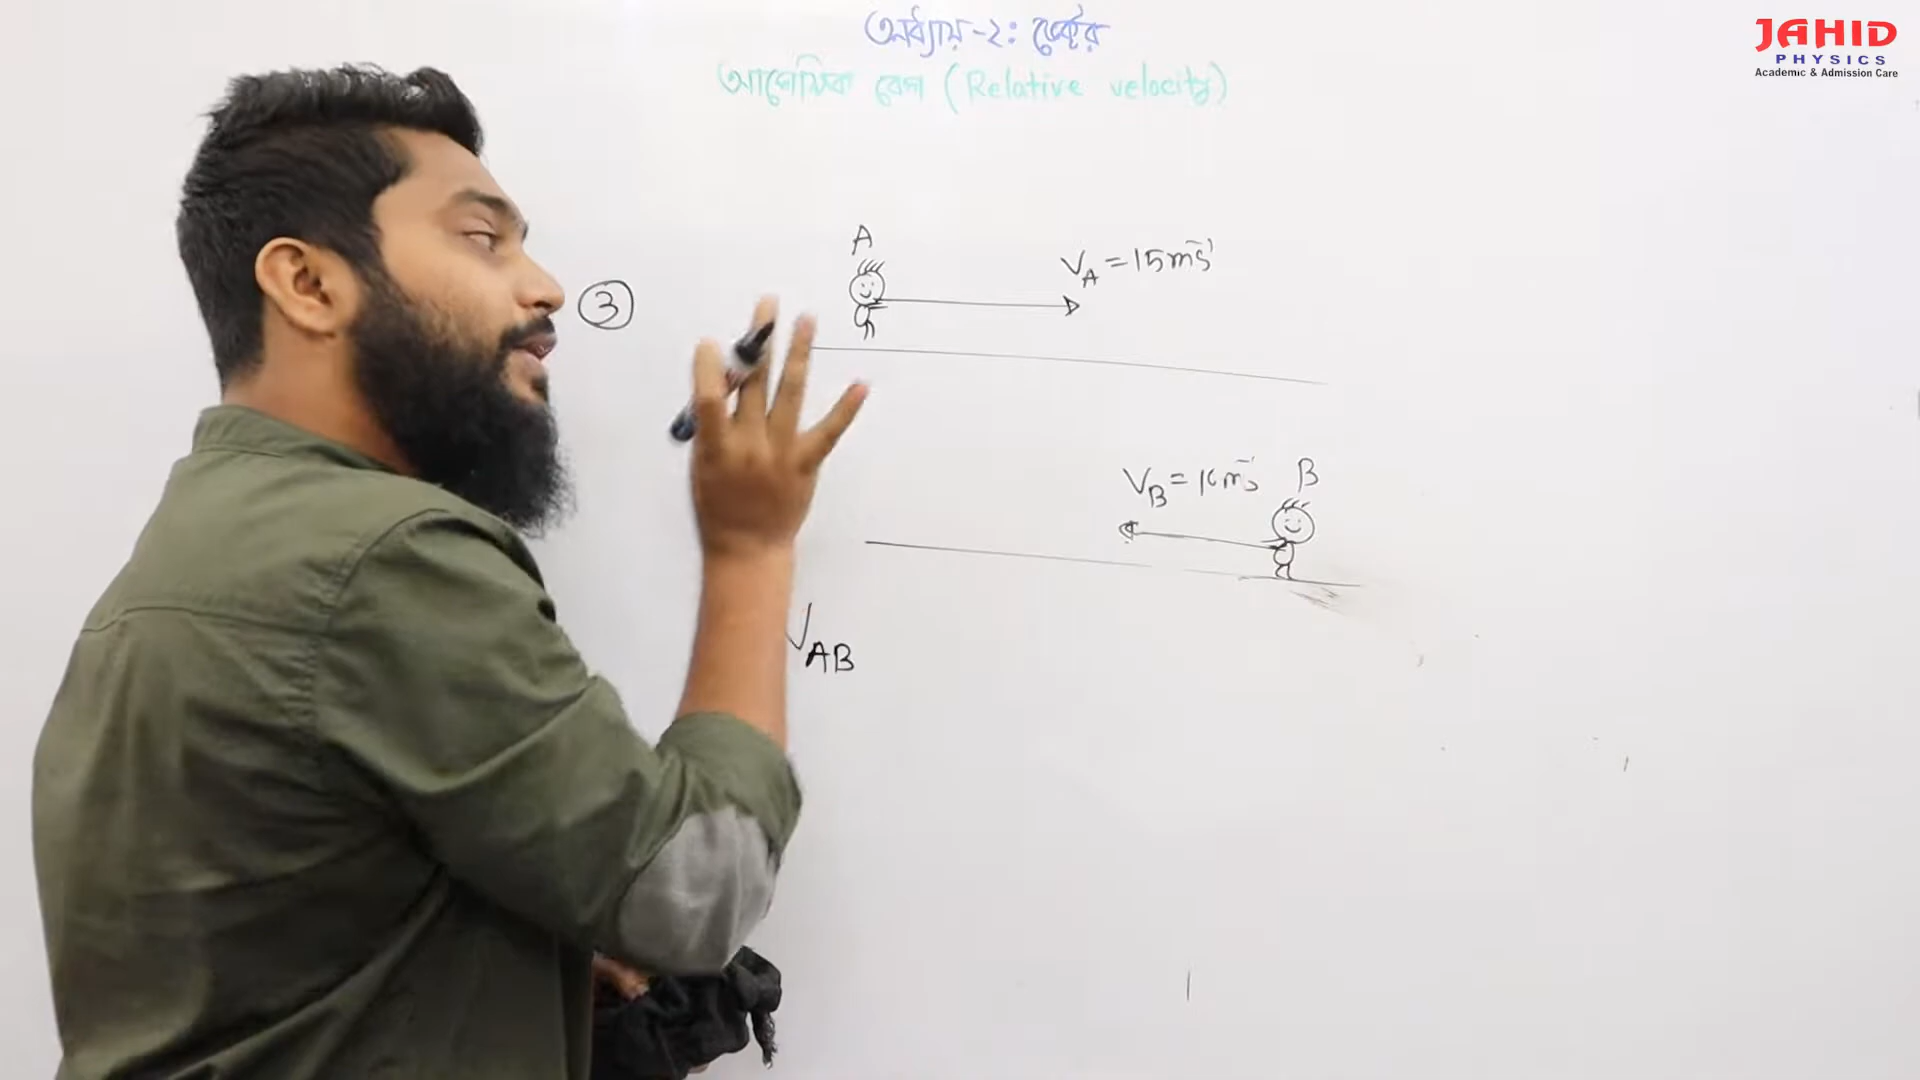 অধ্যায়-২: ভেক্টর
আপেক্ষিক বেগ (Relative velocity)
JAHID
PHYSICS
Academic & Admission Care
③
A
V_A = 15 ms⁻¹
V_B = 10 ms⁻¹
B
V_AB